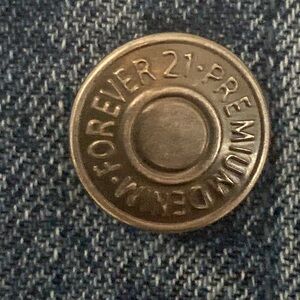 FOREVER 21 · PREMIUM DENIM ·